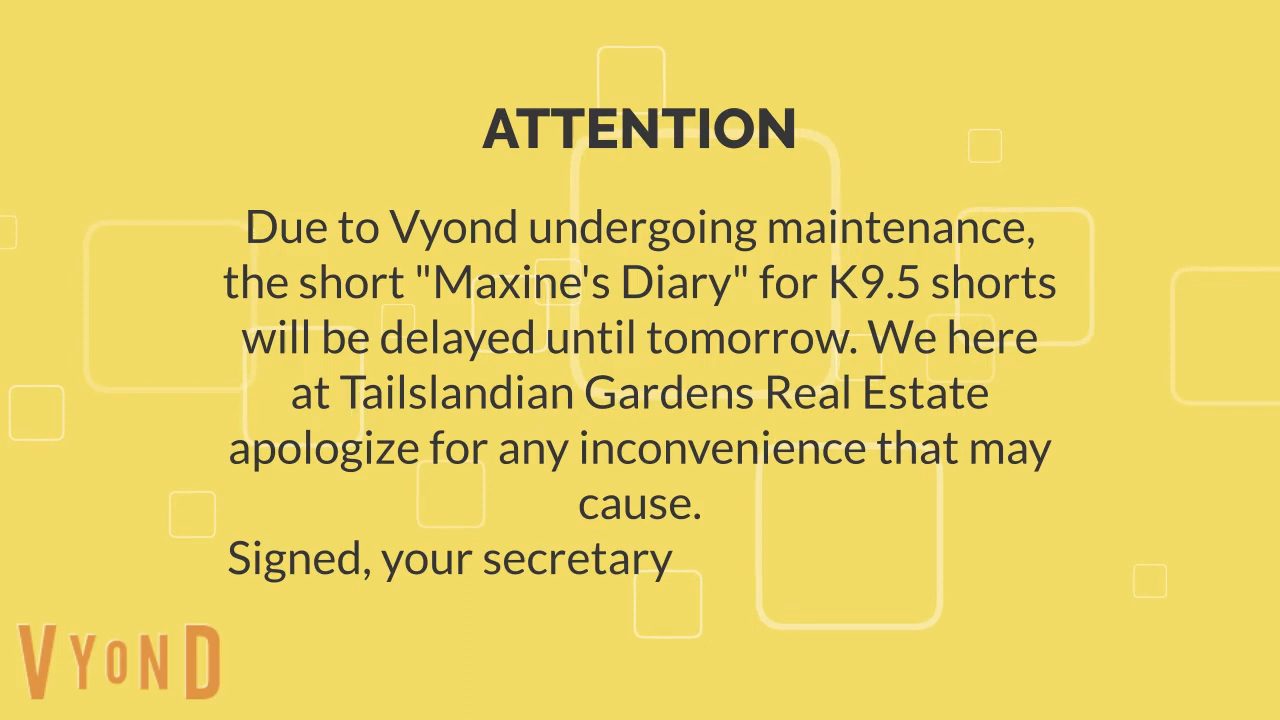 ATTENTION
Due to Vyond undergoing maintenance,
the short "Maxine's Diary" for K9.5 shorts
will be delayed until tomorrow. We here
at Tailslandian Gardens Real Estate
apologize for any inconvenience that may
cause.
Signed, your secretary
VYOND